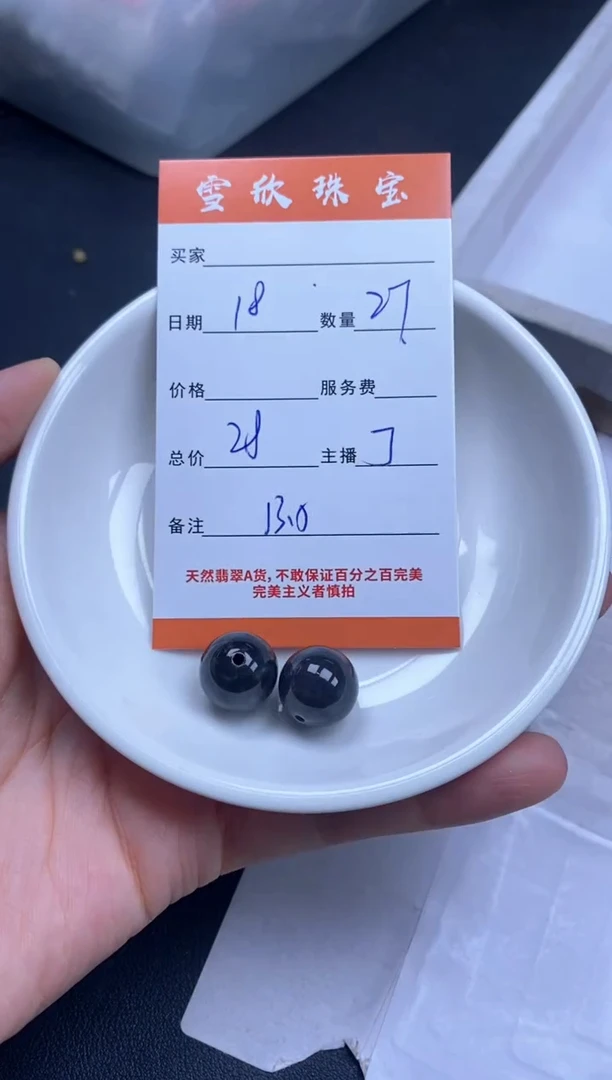 雪欣珠宝
买家
日期 18 数量 27
价格 服务费
总价 28 主播
备注 13.0
天然翡翠A货，不敢保证百分之百完美
完美主义者慎拍